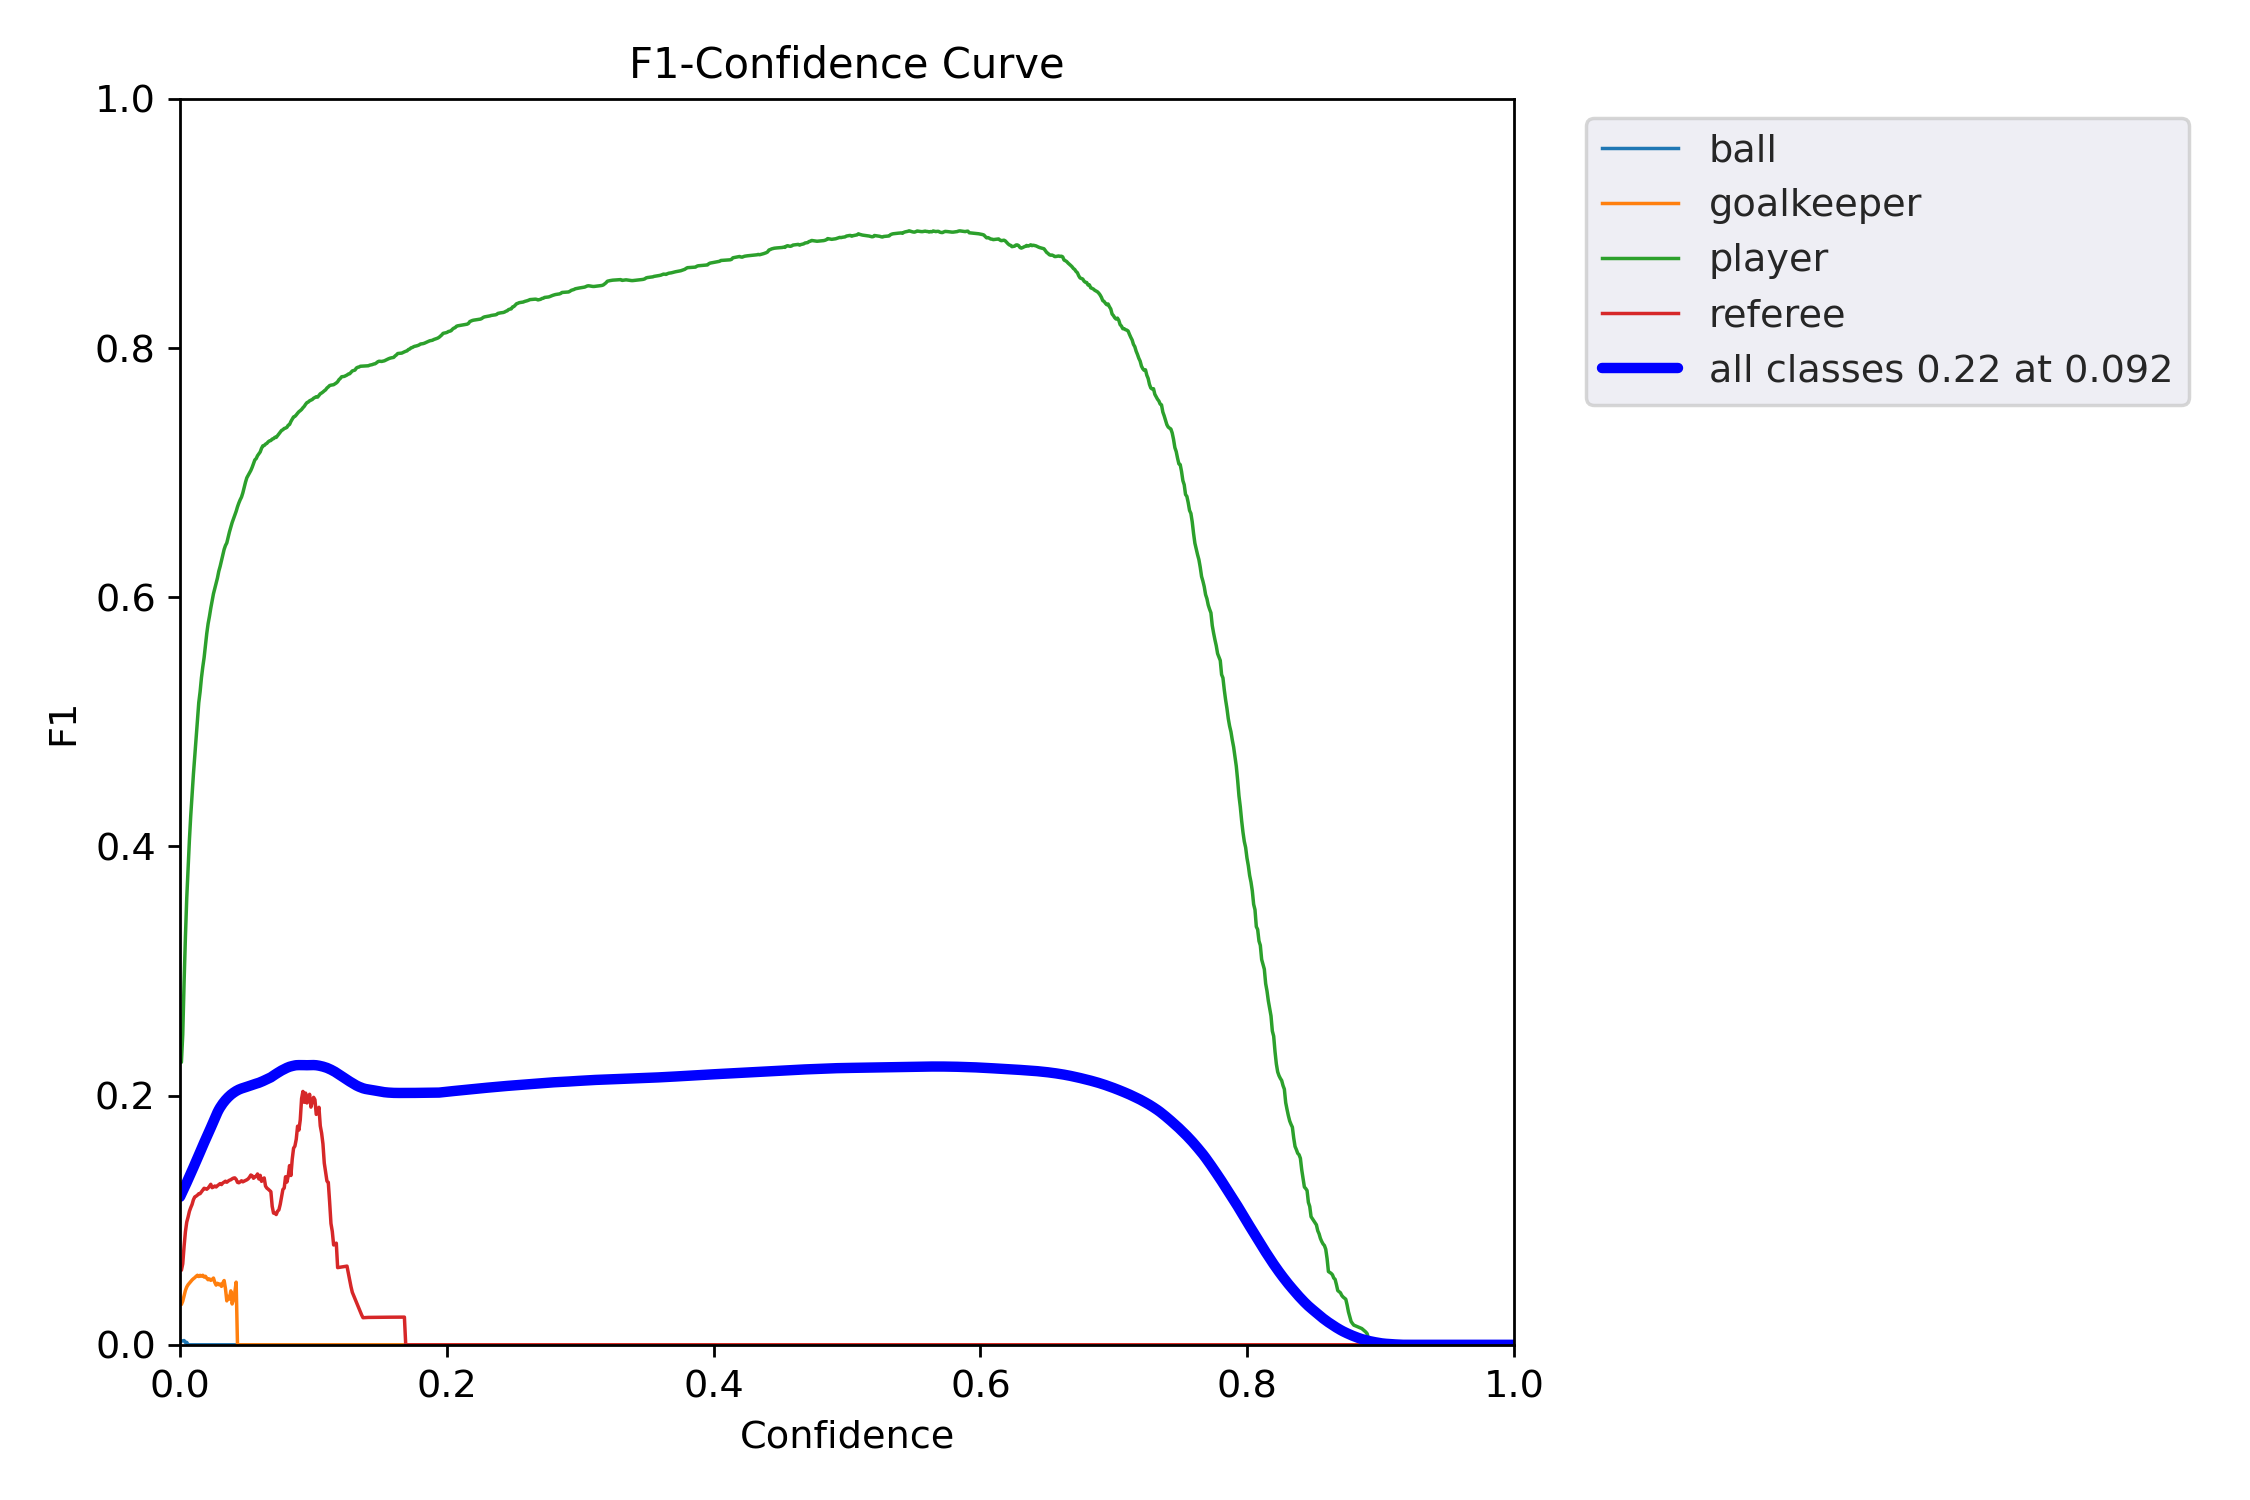 F1-Confidence Curve
1.0
0.8
0.6
0.4
0.2
0.0
F1
0.0 0.2 0.4 0.6 0.8 1.0
Confidence
ball
goalkeeper
player
referee
all classes 0.22 at 0.092